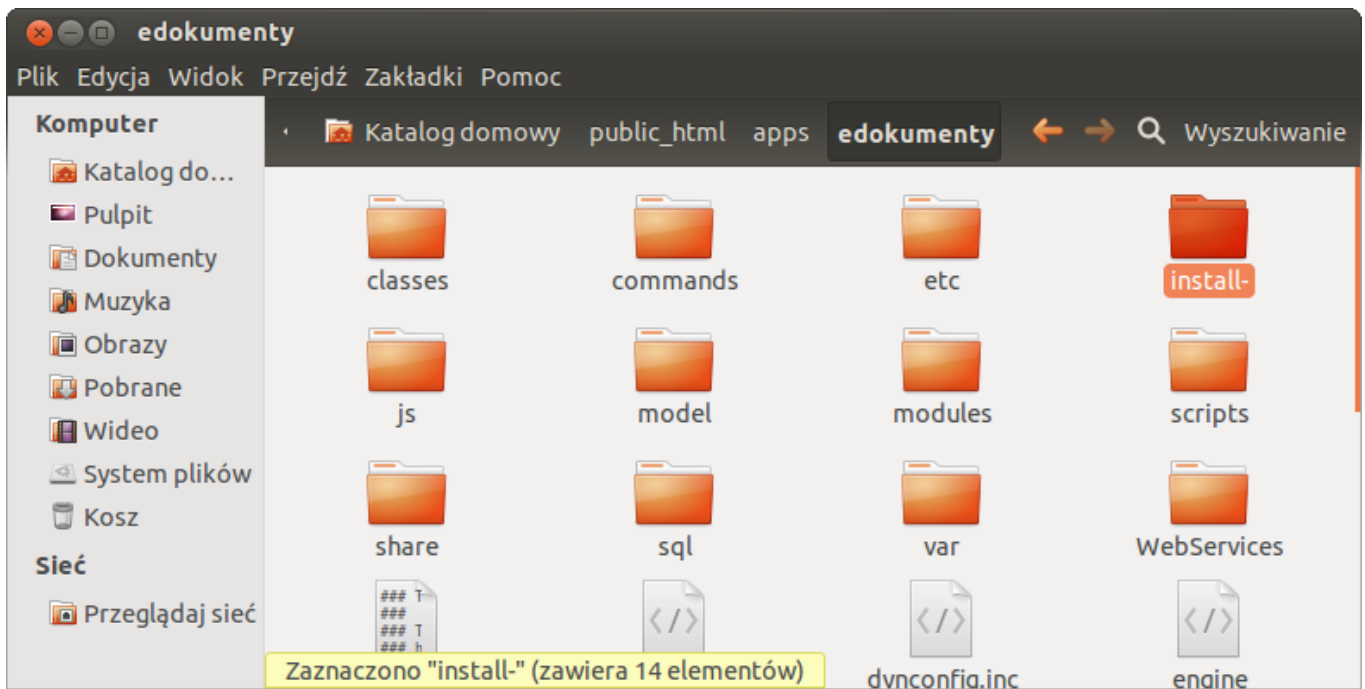 edokumenty
Plik Edycja Widok Przejdź Zakładki Pomoc
Komputer
Katalog do...
Pulpit
Dokumenty
Muzyka
Obrazy
Pobrane
Wideo
System plików
Kosz
Sieć
Przeglądaj sieć
Katalog domowy public_html apps edokumenty Wyszukiwanie
classes commands etc install-
js model modules scripts
share sql var WebServices
### T
###
### T
### h
dynconfig.inc engine
Zaznaczono "install-" (zawiera 14 elementów)